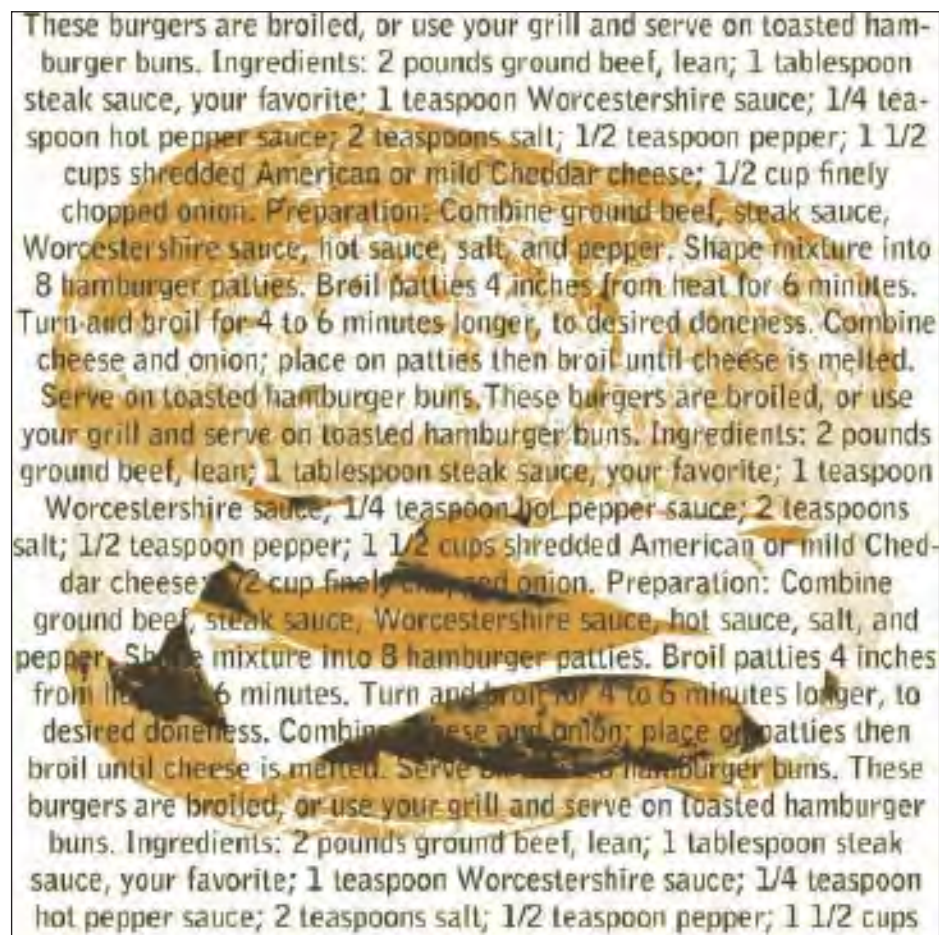 These burgers are broiled, or use your grill and serve on toasted ham-
burger buns. Ingredients: 2 pounds ground beef, lean; 1 tablespoon
steak sauce, your favorite; 1 teaspoon Worcestershire sauce; 1/4 tea-
spoon hot pepper sauce; 2 teaspoons salt; 1/2 teaspoon pepper; 1 1/2
cups shredded American or mild Cheddar cheese; 1/2 cup finely
chopped onion. Preparation: Combine ground beef, steak sauce,
Worcestershire sauce, hot sauce, salt, and pepper. Shape mixture into
8 hamburger patties. Broil patties 4 inches from heat for 6 minutes.
Turn and broil for 4 to 6 minutes longer, to desired doneness. Combine
cheese and onion; place on patties then broil until cheese is melted.
Serve on toasted hamburger buns. These burgers are broiled, or use
your grill and serve on toasted hamburger buns. Ingredients: 2 pounds
ground beef, lean; 1 tablespoon steak sauce, your favorite; 1 teaspoon
Worcestershire sauce; 1/4 teaspoon hot pepper sauce; 2 teaspoons
salt; 1/2 teaspoon pepper; 1 1/2 cups shredded American or mild Ched-
dar cheese; /2 cup finely chopped onion. Preparation: Combine
ground beef, steak sauce, Worcestershire sauce, hot sauce, salt, and
pepper. Shape mixture into 8 hamburger patties. Broil patties 4 inches
from 6 minutes. Turn and broil for 4 to 6 minutes longer, to
desired doneness. Combine cheese and onion; place on patties then
broil until cheese is melted. Serve hamburger buns. These
burgers are broiled, or use your grill and serve on toasted hamburger
buns. Ingredients: 2 pounds ground beef, lean; 1 tablespoon steak
sauce, your favorite; 1 teaspoon Worcestershire sauce; 1/4 teaspoon
hot pepper sauce; 2 teaspoons salt; 1/2 teaspoon pepper; 1 1/2 cups